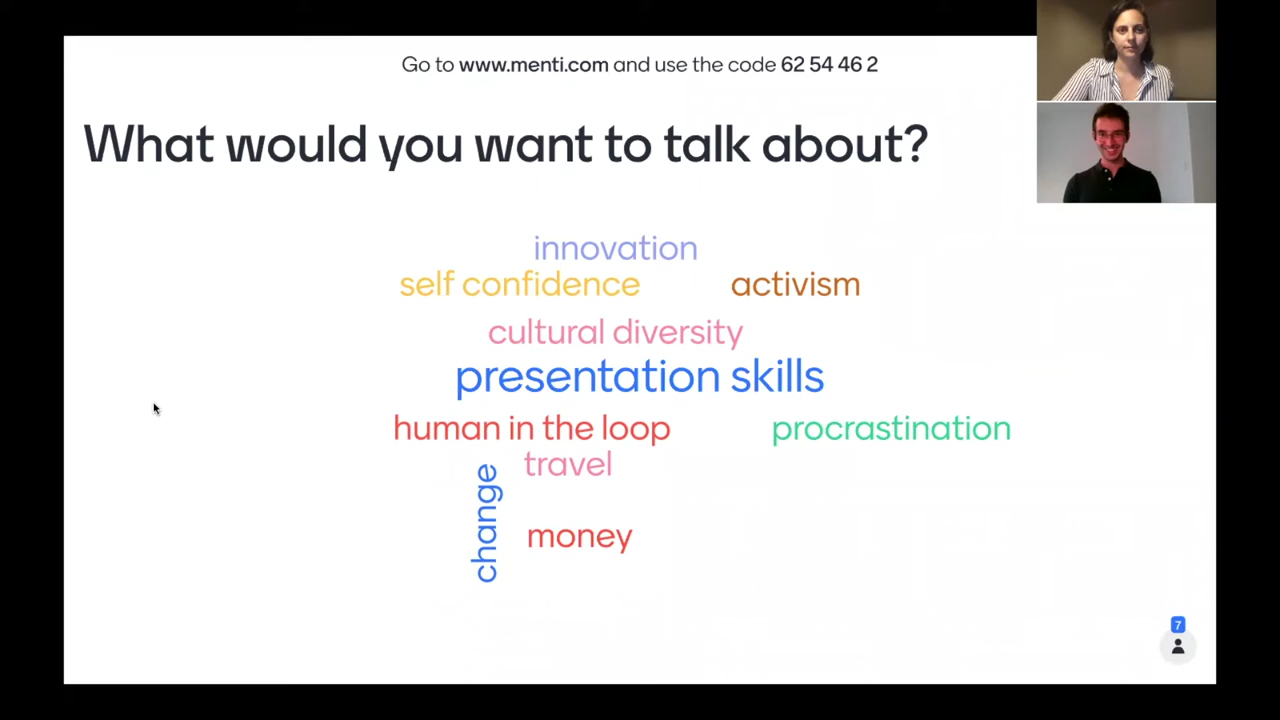 Go to www.menti.com and use the code 62 54 46 2
What would you want to talk about?
innovation
self confidence
activism
cultural diversity
presentation skills
human in the loop
procrastination
travel
change
money
7